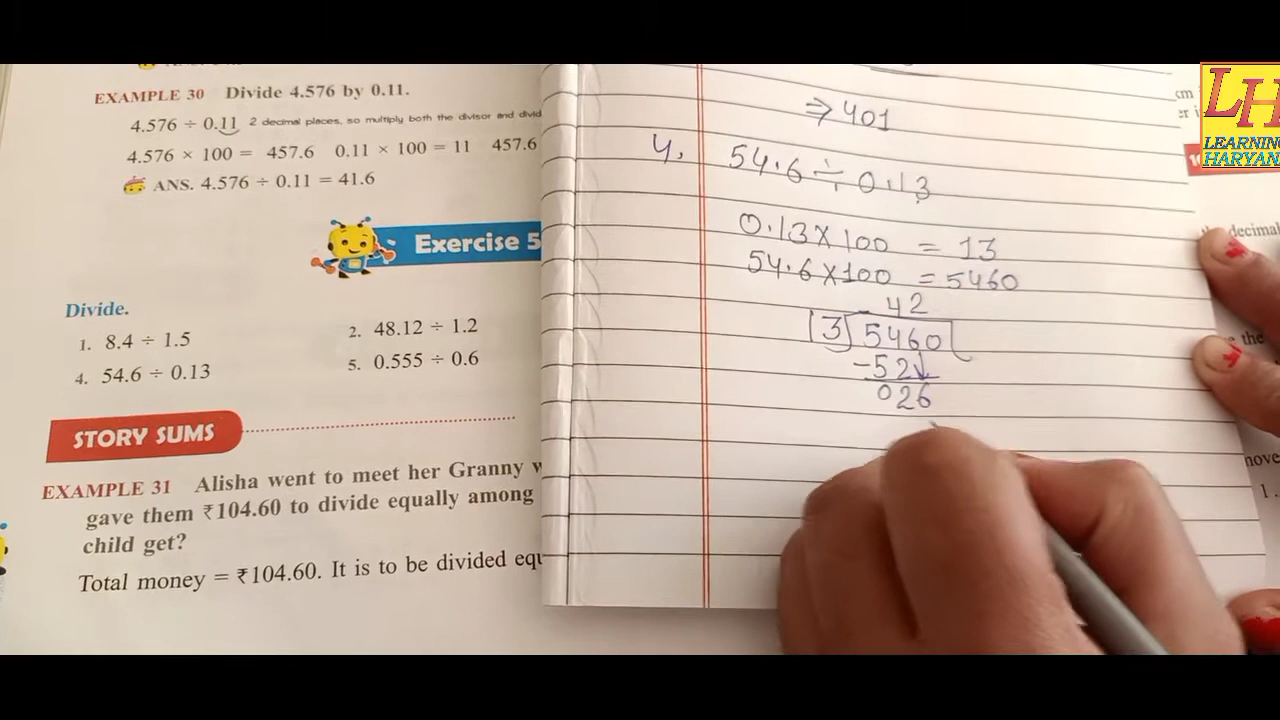 EXAMPLE 30 Divide 4.576 by 0.11.
4.576 ÷ 0.11 2 decimal places, so multiply both the divisor and divid
4.576 × 100 = 457.6 0.11 × 100 = 11 457.6
ANS. 4.576 ÷ 0.11 = 41.6
Exercise 5
Divide.
1. 8.4 ÷ 1.5
2. 48.12 ÷ 1.2
4. 54.6 ÷ 0.13
5. 0.555 ÷ 0.6
STORY SUMS
EXAMPLE 31 Alisha went to meet her Granny w
gave them ₹104.60 to divide equally among
child get?
Total money = ₹104.60. It is to be divided equ
⇒ 401
4. 54.6 ÷ 0.13
0.13 × 100 = 13
54.6 × 100 = 5460
42
13) 5460 (
-52↓
026
LH
LEARNING
HARYAN
cm
decimal
the
nove
1.